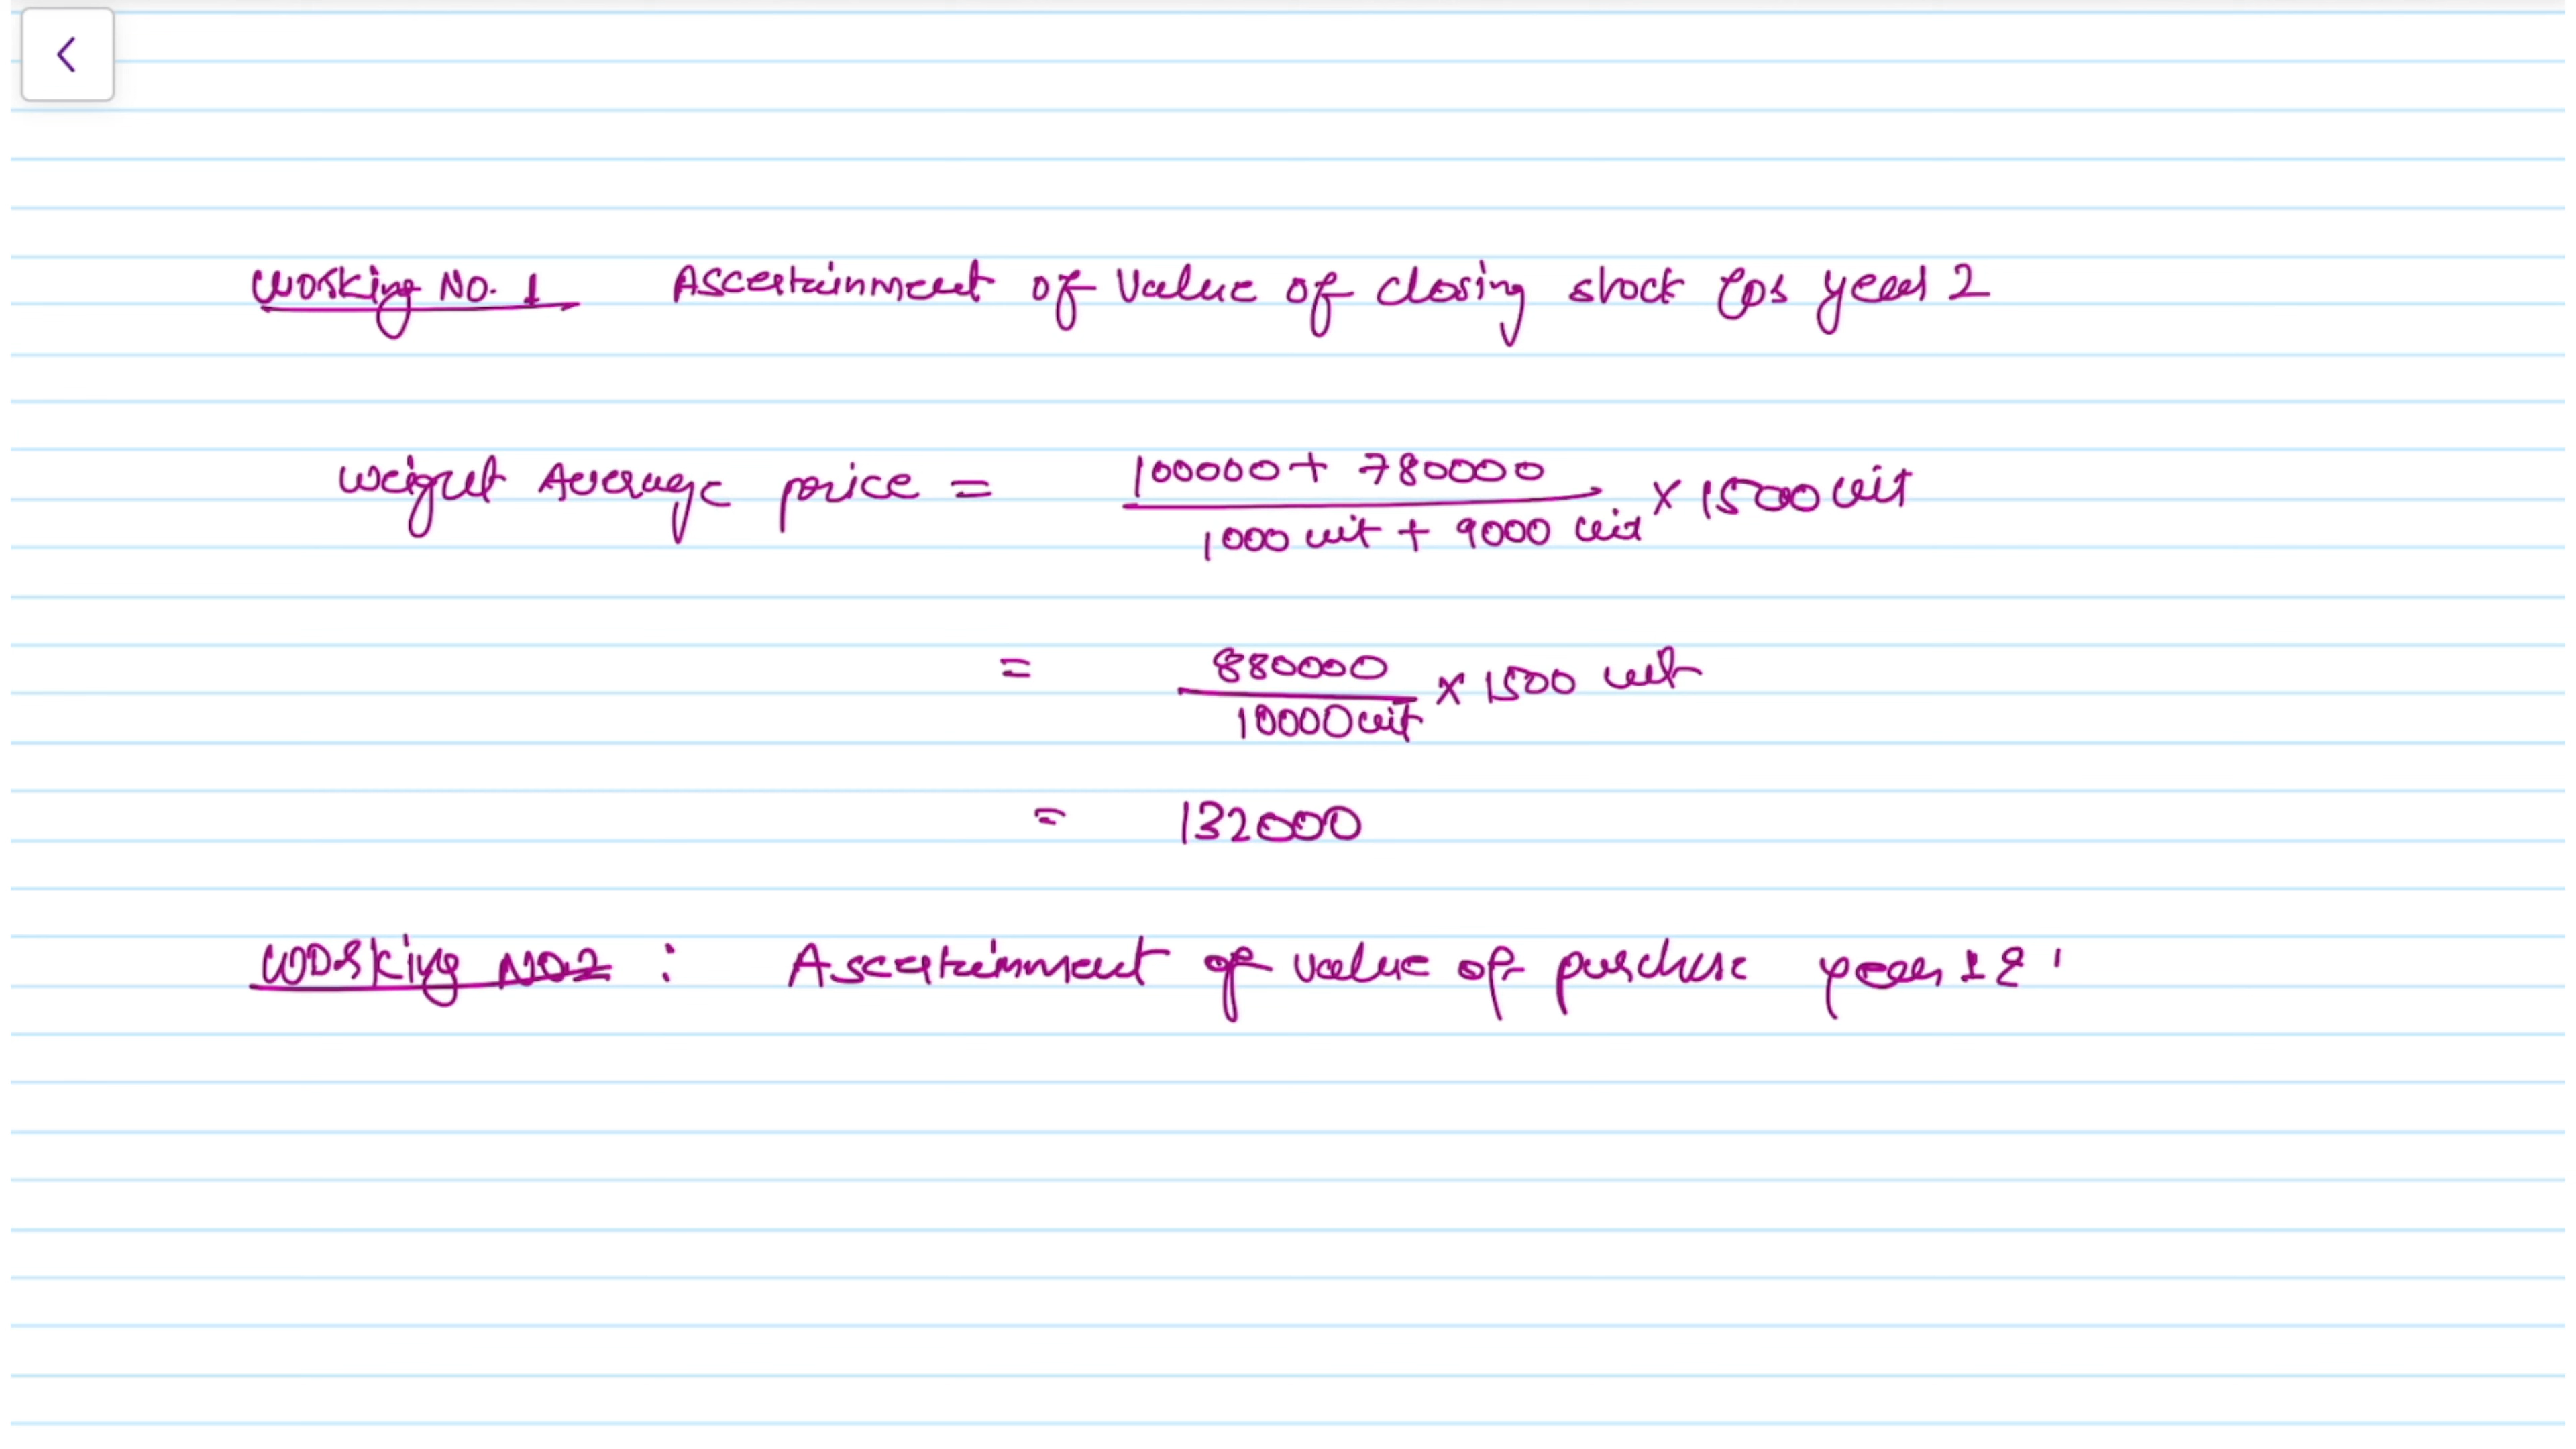 Working No. 1 Ascertainment of Value of closing stock for year 2
Weight Average price = 100000 + 780000 / 1000 unit + 9000 unit × 1500 unit
= 880000 / 10000 unit × 1500 unit
= 132000
Working No.2 : Ascertainment of value of purchase year 1 &